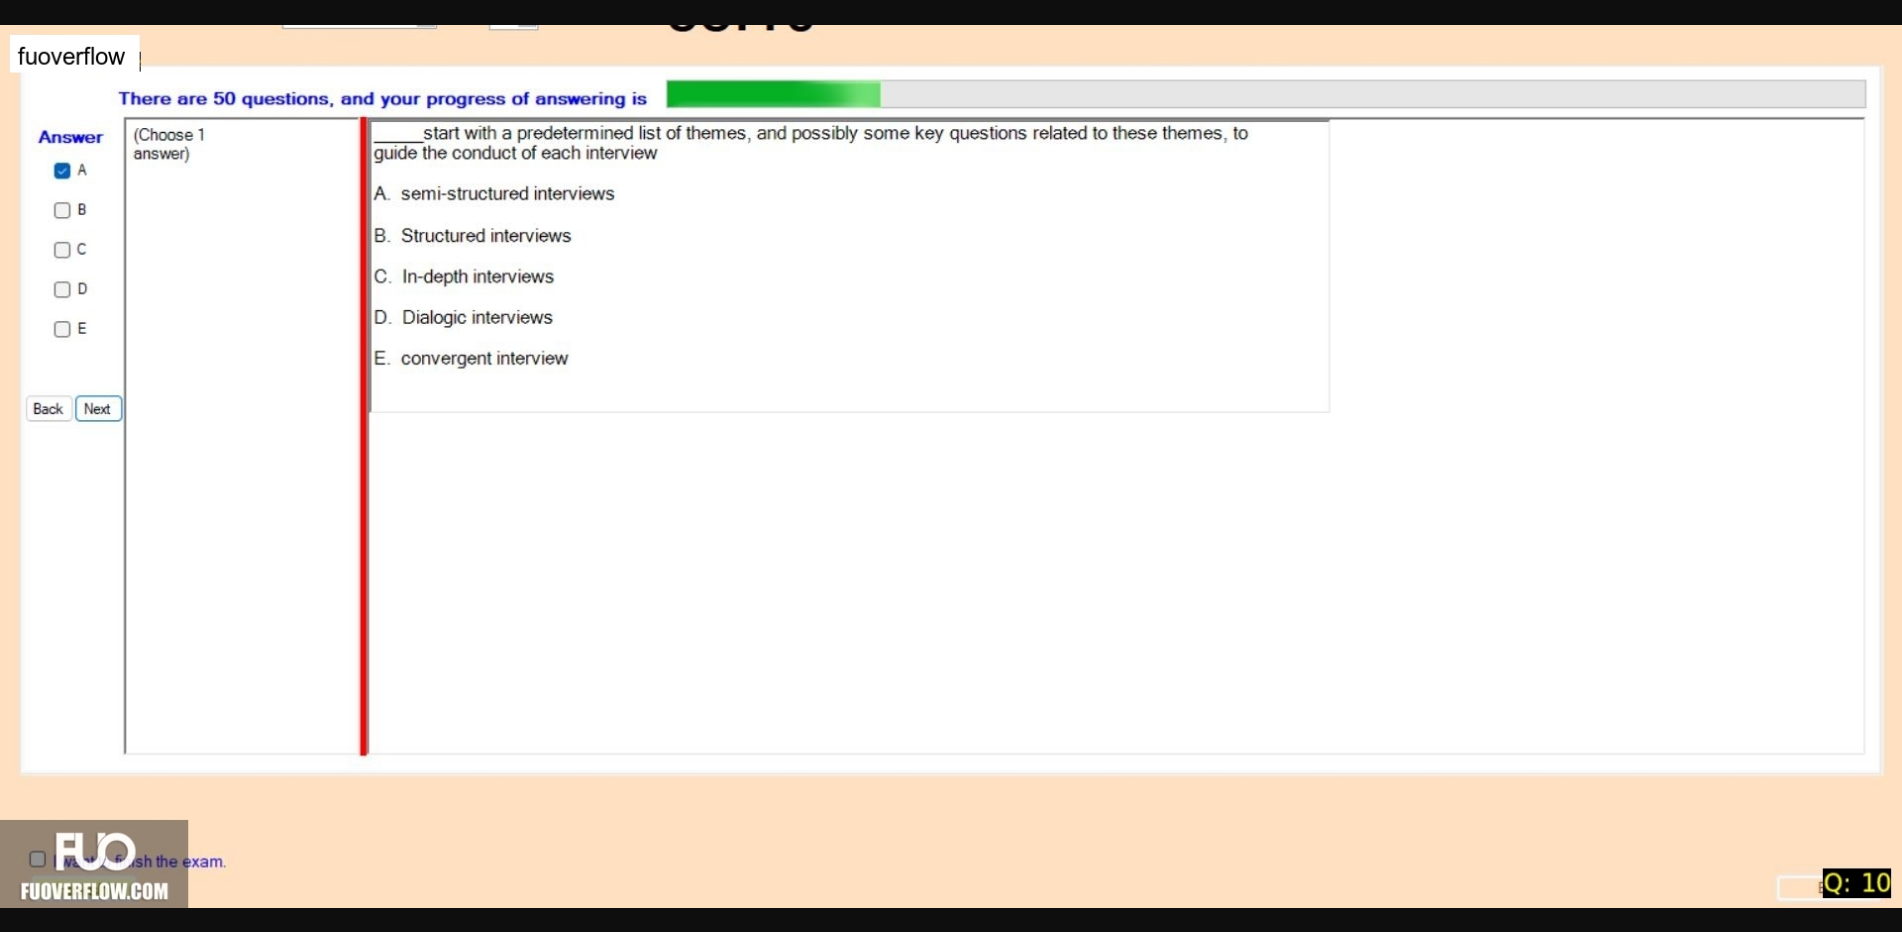 fuoverflow
There are 50 questions, and your progress of answering is
Answer
(Choose 1
answer)
A
B
C
D
E
Back Next
_____start with a predetermined list of themes, and possibly some key questions related to these themes, to
guide the conduct of each interview
A. semi-structured interviews
B. Structured interviews
C. In-depth interviews
D. Dialogic interviews
E. convergent interview
FUO
the exam.
FUOVERFLOW.COM
Q: 10